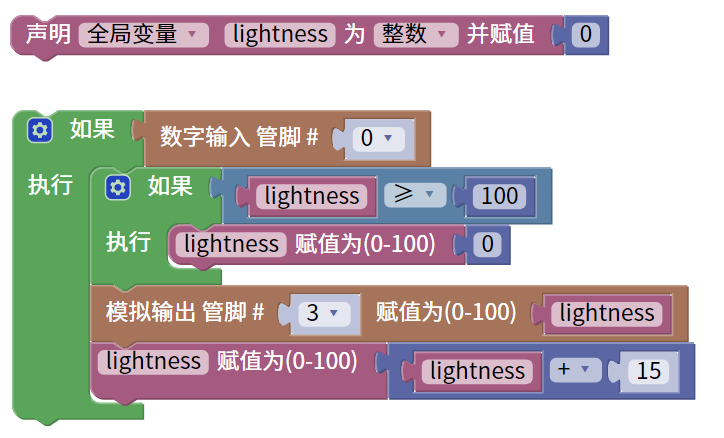 声明 全局变量 lightness 为 整数 并赋值 0
如果 数字输入 管脚 # 0
执行 如果 lightness ≥ 100
执行 lightness 赋值为(0-100) 0
模拟输出 管脚 # 3 赋值为(0-100) lightness
lightness 赋值为(0-100) lightness + 15